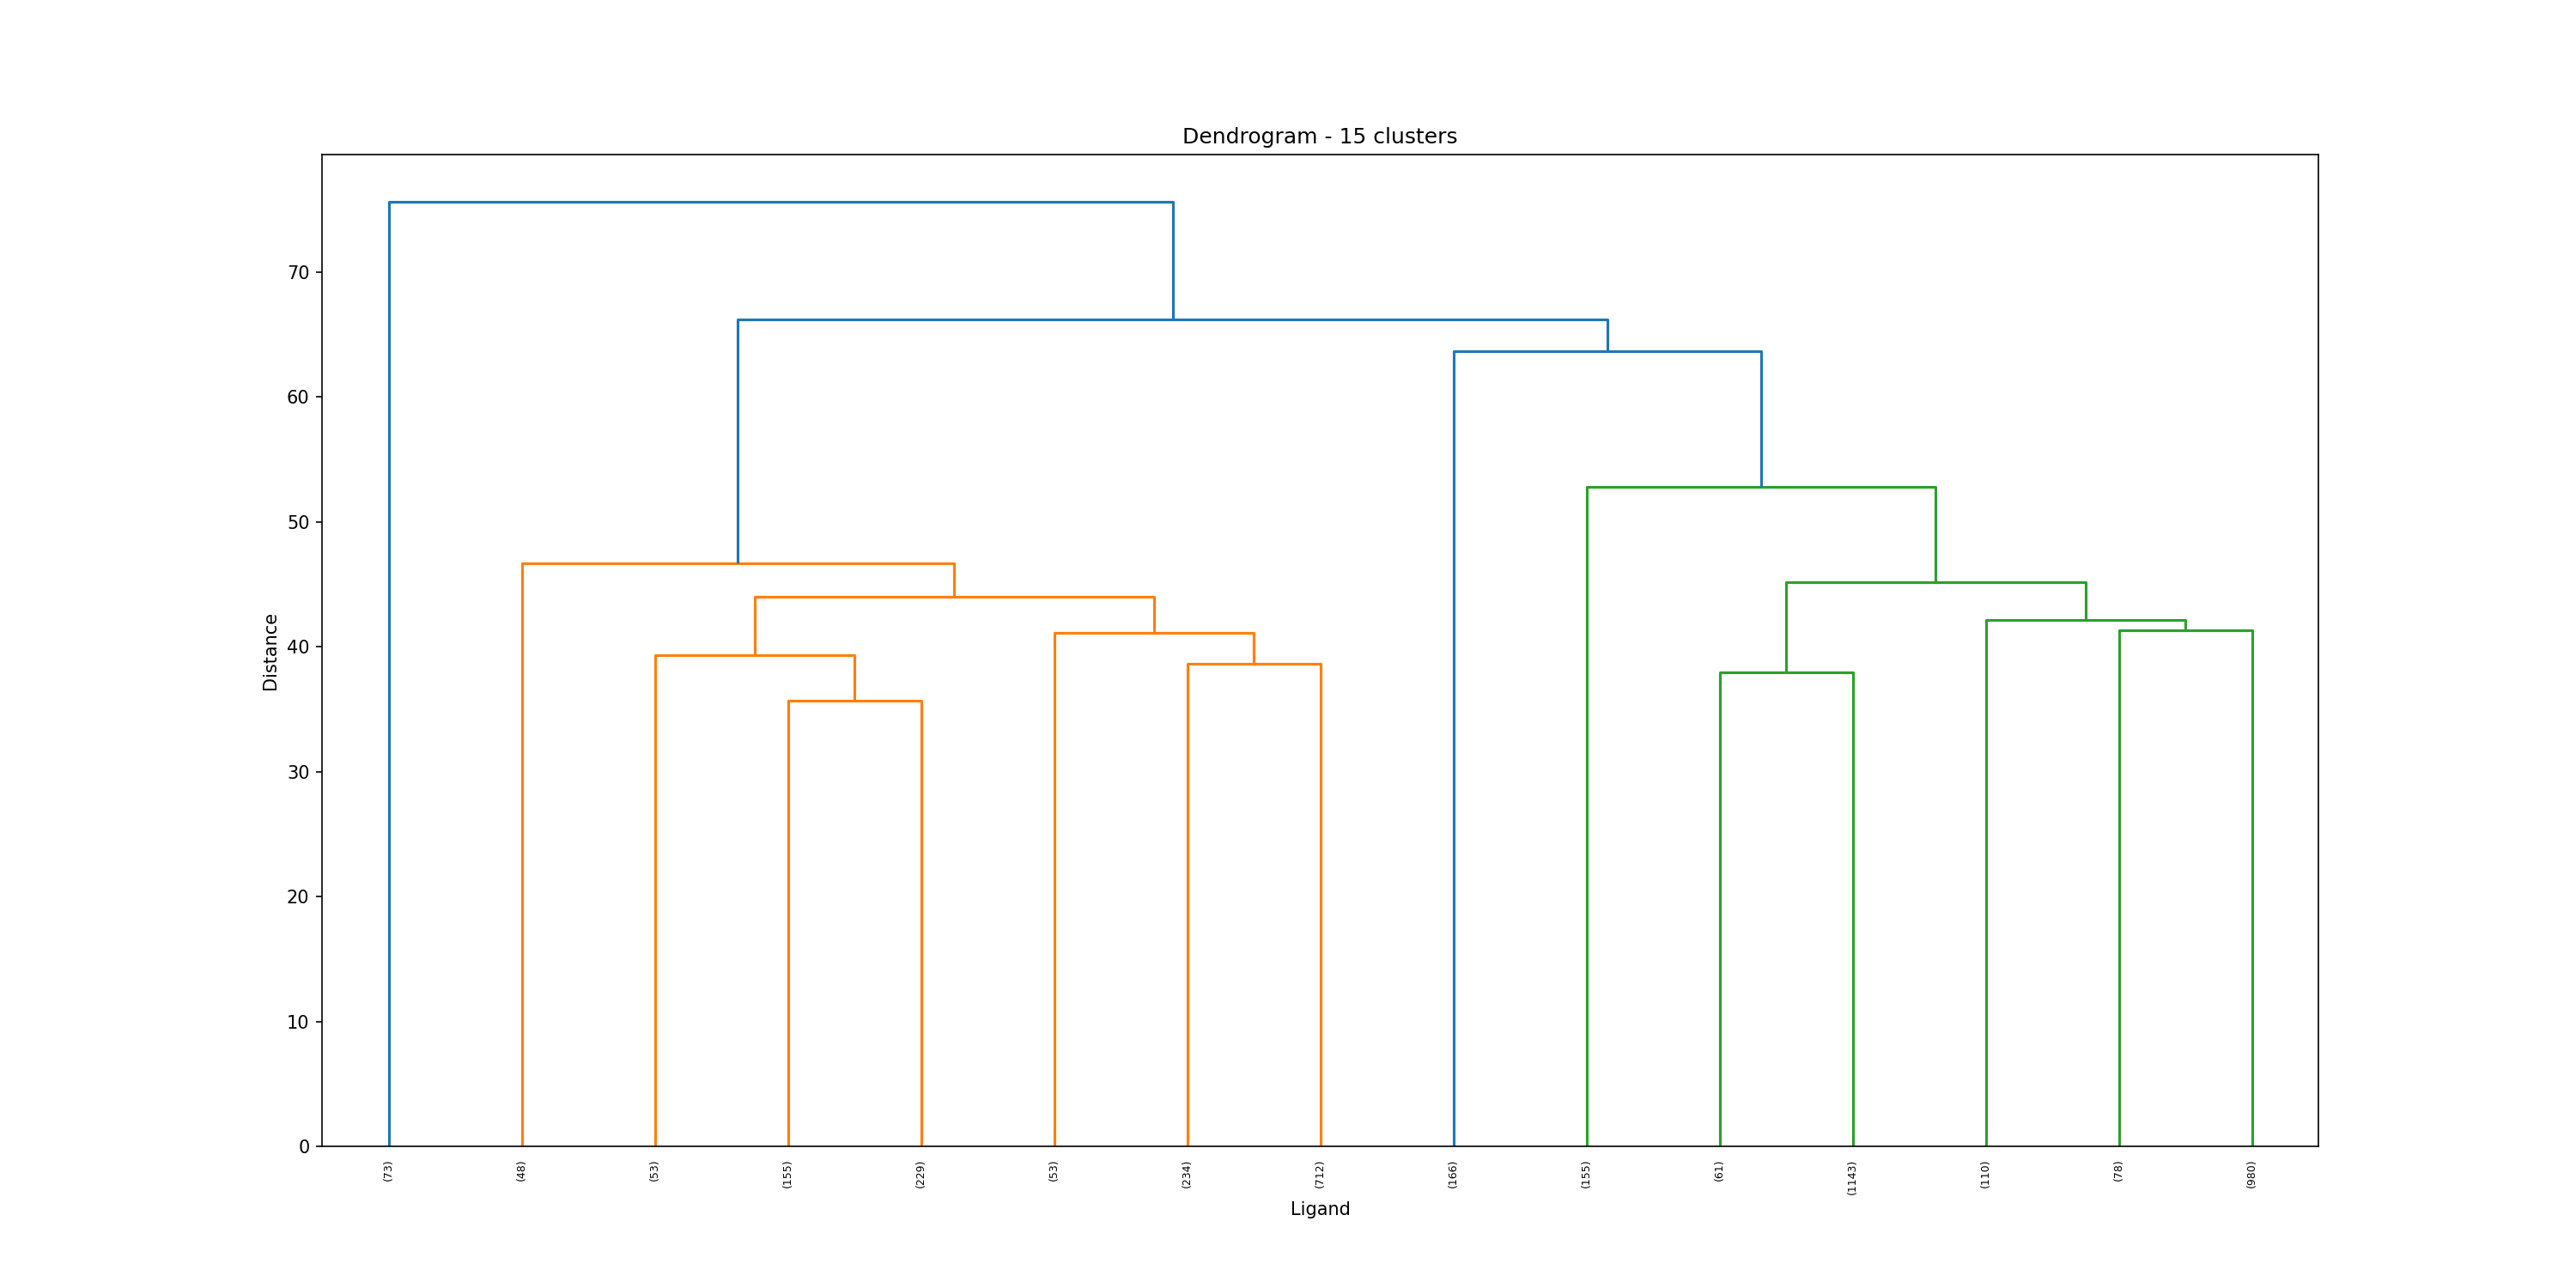 Dendrogram - 15 clusters
70
60
50
40
30
20
10
0
Distance
(73) (48) (53) (155) (229) (53) (234) (712) (166) (155) (61) (1143) (110) (78) (980)
Ligand